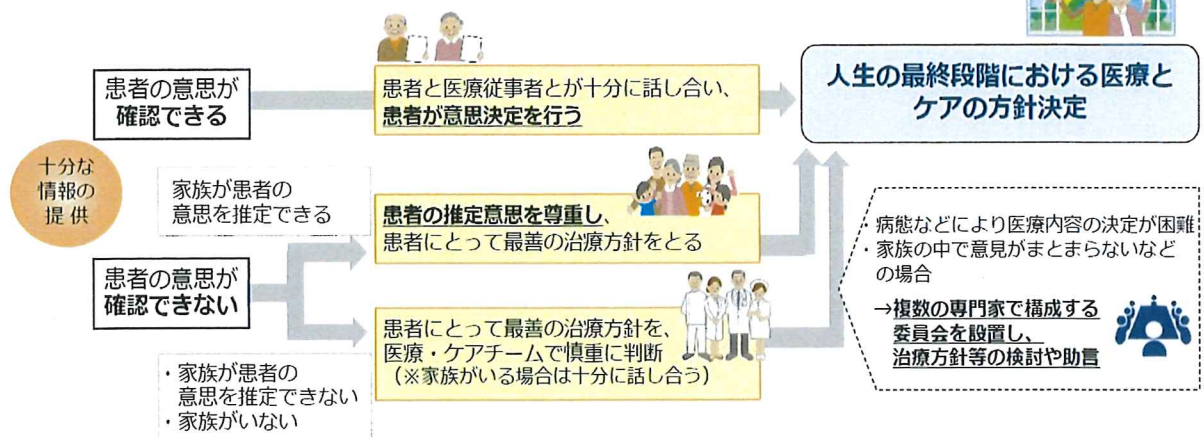 患者の意思が
確認できる
患者と医療従事者とが十分に話し合い、
患者が意思決定を行う
人生の最終段階における医療と
ケアの方針決定
十分な
情報の
提供
家族が患者の
意思を推定できる
患者の推定意思を尊重し、
患者にとって最善の治療方針をとる
患者の意思が
確認できない
患者にとって最善の治療方針を、
医療・ケアチームで慎重に判断
(※家族がいる場合は十分に話し合う)
・家族が患者の
意思を推定できない
・家族がいない
・病態などにより医療内容の決定が困難
・家族の中で意見がまとまらないなど
の場合
→複数の専門家で構成する
委員会を設置し、
治療方針等の検討や助言